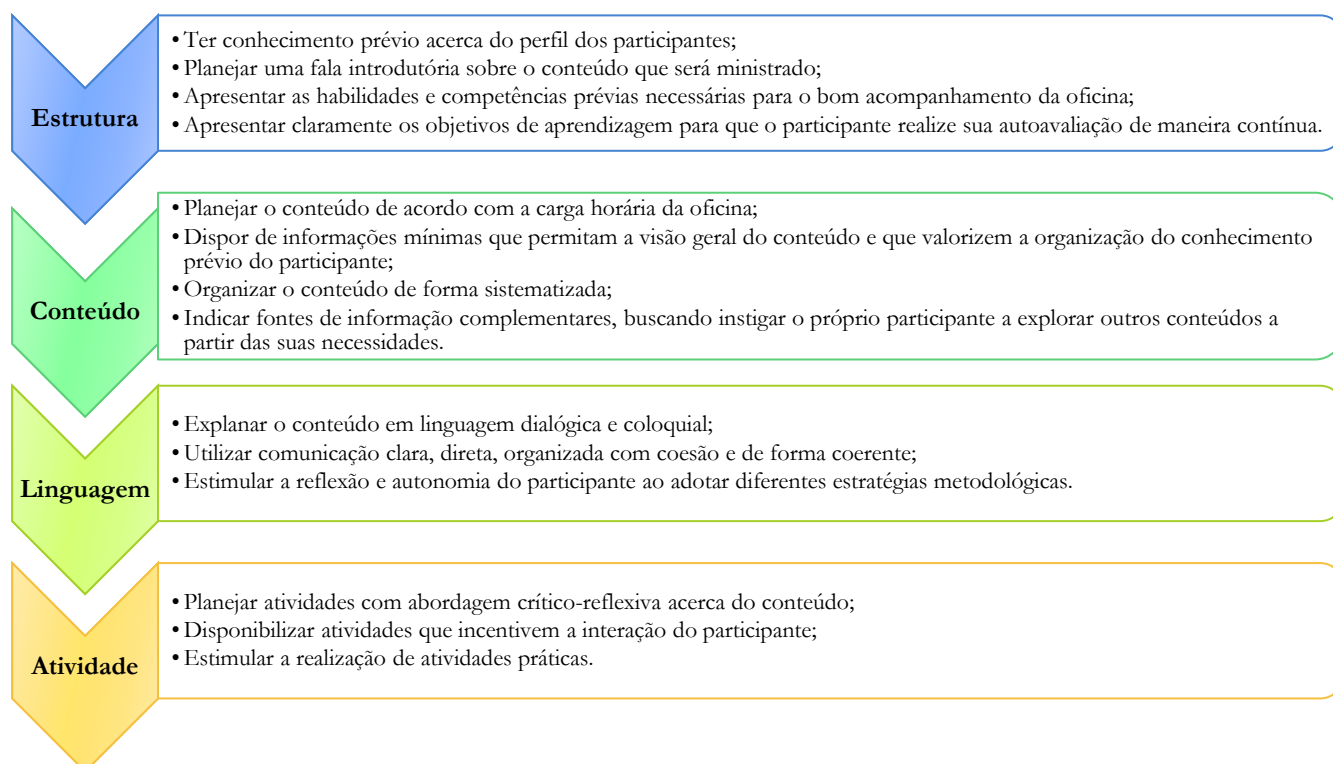 Estrutura
• Ter conhecimento prévio acerca do perfil dos participantes;
• Planejar uma fala introdutória sobre o conteúdo que será ministrado;
• Apresentar as habilidades e competências prévias necessárias para o bom acompanhamento da oficina;
• Apresentar claramente os objetivos de aprendizagem para que o participante realize sua autoavaliação de maneira contínua.
Conteúdo
• Planejar o conteúdo de acordo com a carga horária da oficina;
• Dispor de informações mínimas que permitam a visão geral do conteúdo e que valorizem a organização do conhecimento
prévio do participante;
• Organizar o conteúdo de forma sistematizada;
• Indicar fontes de informação complementares, buscando instigar o próprio participante a explorar outros conteúdos a
partir das suas necessidades.
Linguagem
• Explanar o conteúdo em linguagem dialógica e coloquial;
• Utilizar comunicação clara, direta, organizada com coesão e de forma coerente;
• Estimular a reflexão e autonomia do participante ao adotar diferentes estratégias metodológicas.
Atividade
• Planejar atividades com abordagem crítico-reflexiva acerca do conteúdo;
• Disponibilizar atividades que incentivem a interação do participante;
• Estimular a realização de atividades práticas.